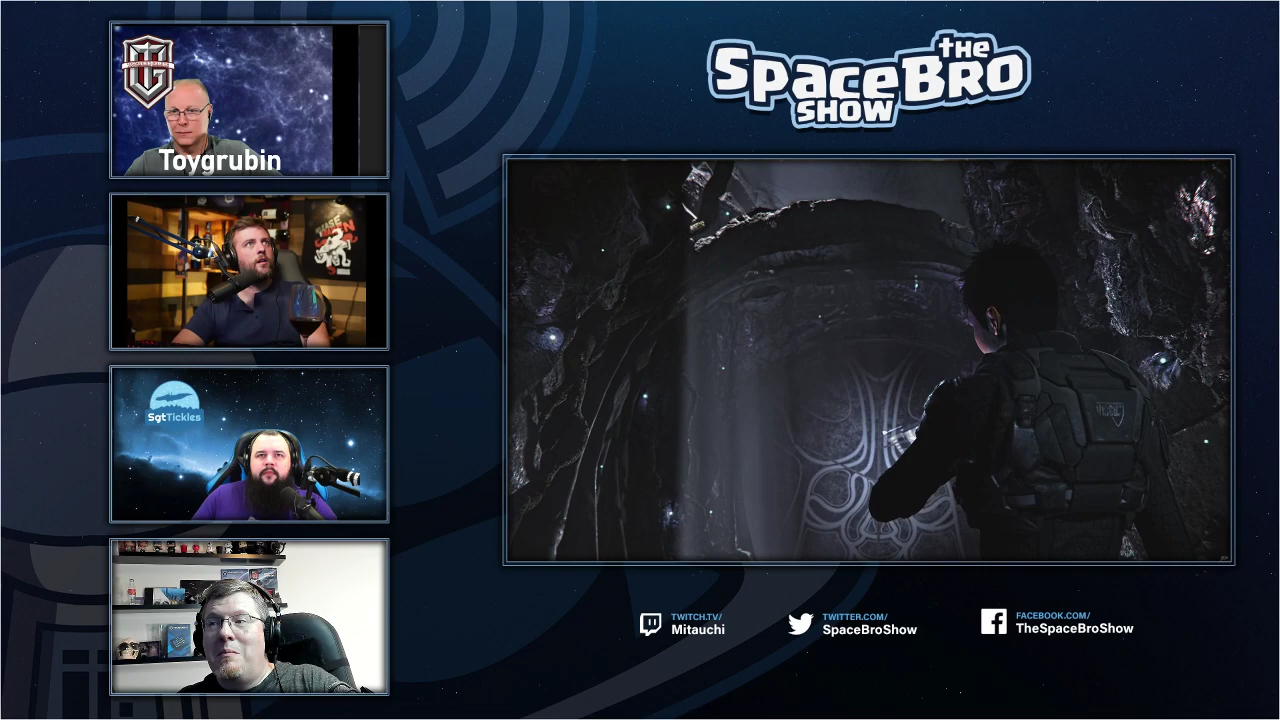 THE
SPACEBRO
SHOW
Toygrubin
SgtTickles
TWITCH.TV/
Mitauchi
TWITTER.COM/
SpaceBroShow
FACEBOOK.COM/
TheSpaceBroShow